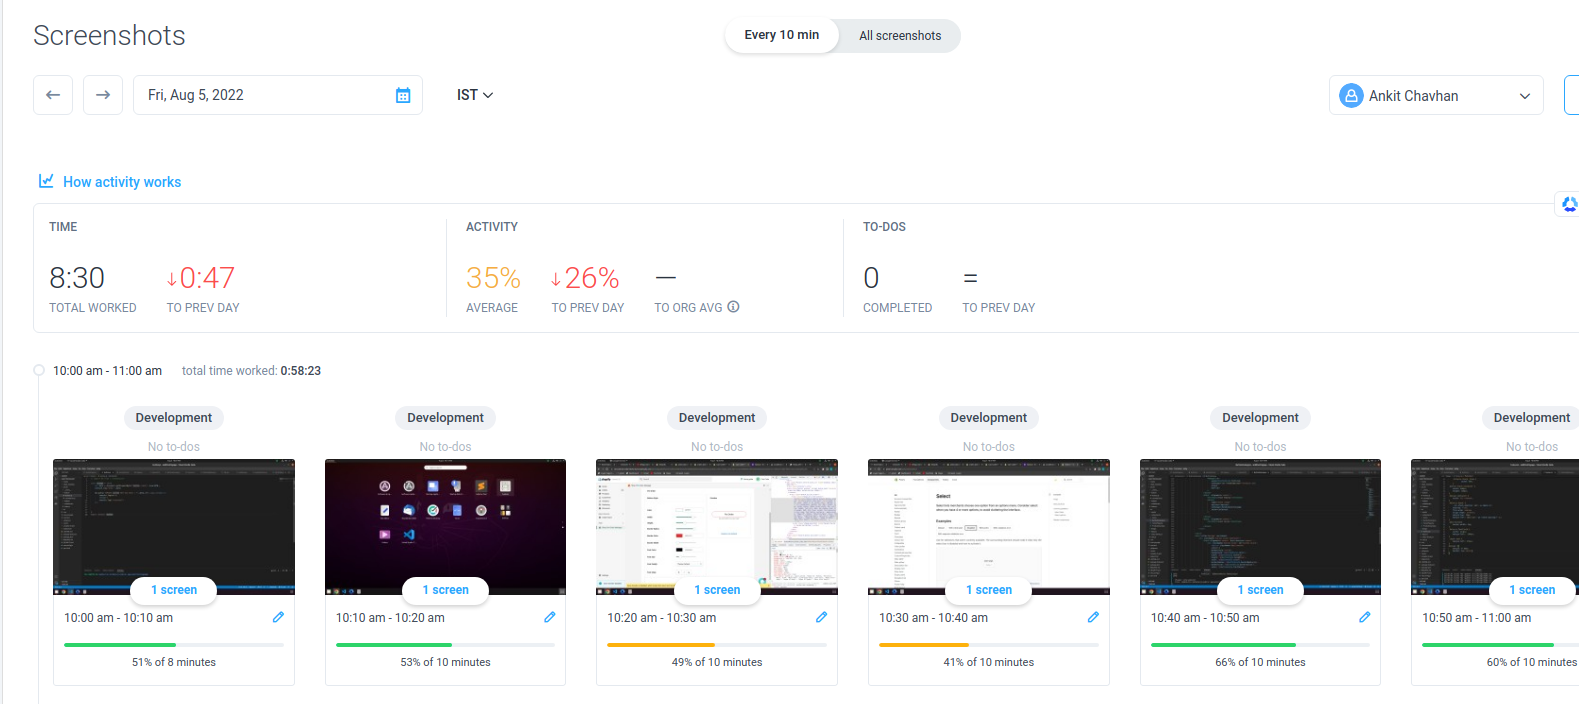 Screenshots
Every 10 min
All screenshots
Fri, Aug 5, 2022
IST
Ankit Chavhan
How activity works
TIME
ACTIVITY
TO-DOS
8:30
↓0:47
35%
↓26%
—
0
=
TOTAL WORKED
TO PREV DAY
AVERAGE
TO PREV DAY
TO ORG AVG
COMPLETED
TO PREV DAY
10:00 am - 11:00 am
total time worked: 0:58:23
Development
Development
Development
Development
Development
Development
No to-dos
No to-dos
No to-dos
No to-dos
No to-dos
No to-dos
Select
Examples
1 screen
1 screen
1 screen
1 screen
1 screen
1 screen
10:00 am - 10:10 am
10:10 am - 10:20 am
10:20 am - 10:30 am
10:30 am - 10:40 am
10:40 am - 10:50 am
10:50 am - 11:00 am
51% of 8 minutes
53% of 10 minutes
49% of 10 minutes
41% of 10 minutes
66% of 10 minutes
60% of 10 minutes